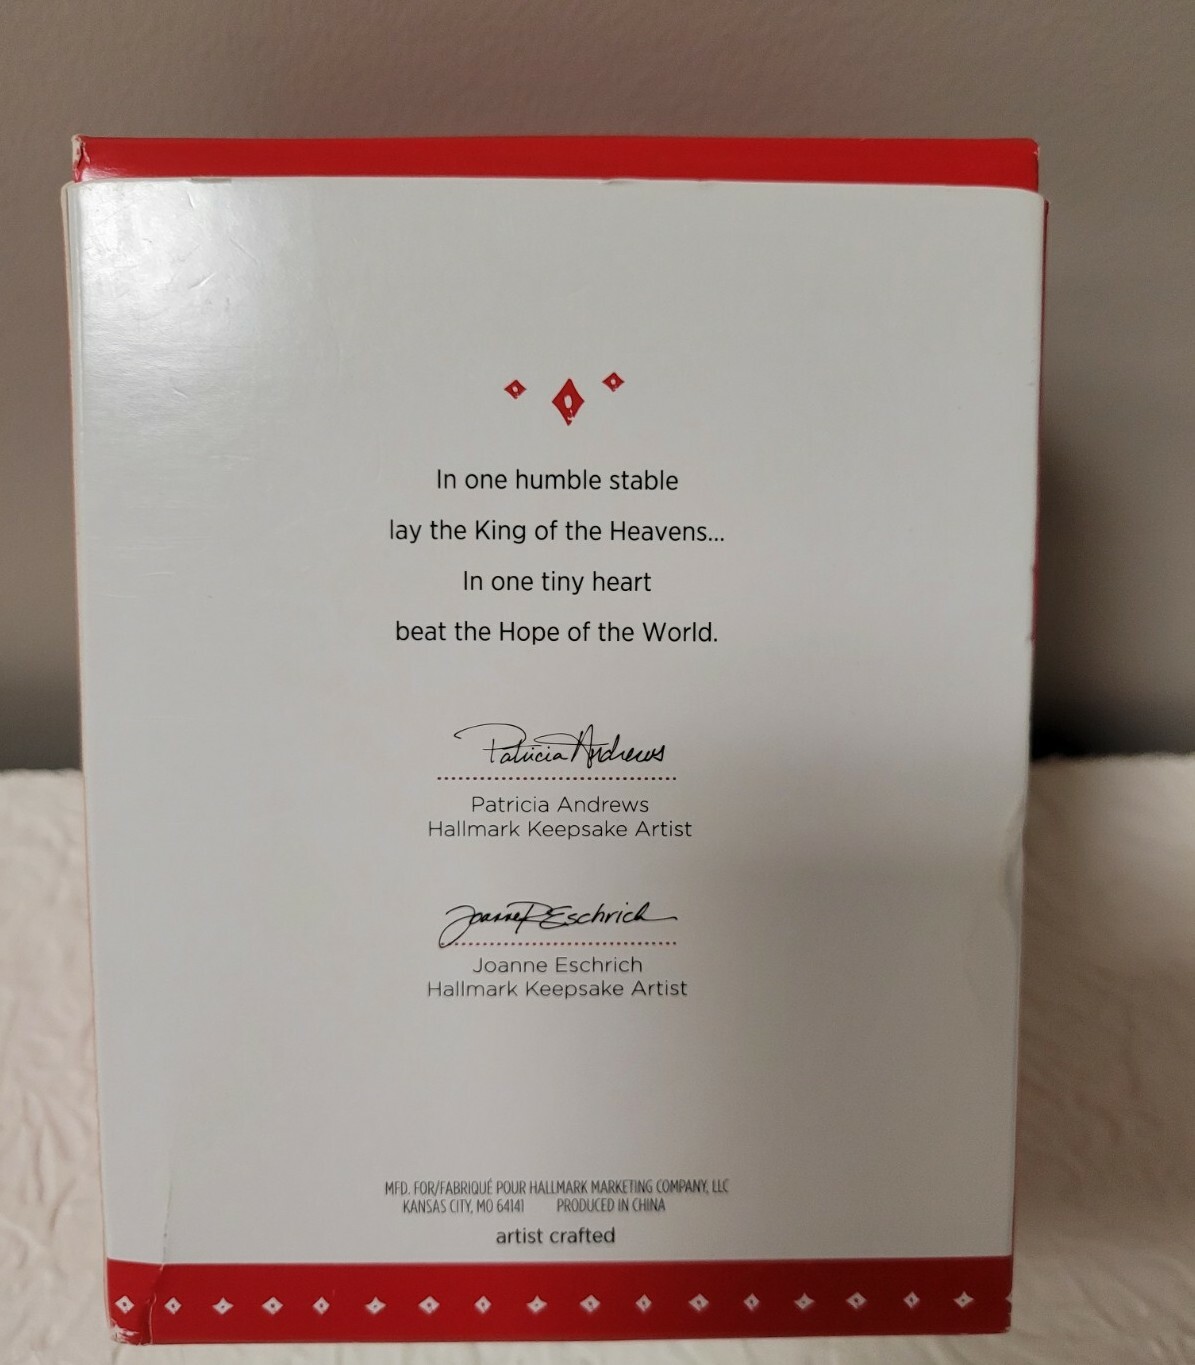 In one humble stable
lay the King of the Heavens...
In one tiny heart
beat the Hope of the World.
Patricia Andrews
Patricia Andrews
Hallmark Keepsake Artist
Joanne Eschrich
Joanne Eschrich
Hallmark Keepsake Artist
MFD. FOR/FABRIQUÉ POUR HALLMARK MARKETING COMPANY, LLC
KANSAS CITY, MO 64141 PRODUCED IN CHINA
artist crafted